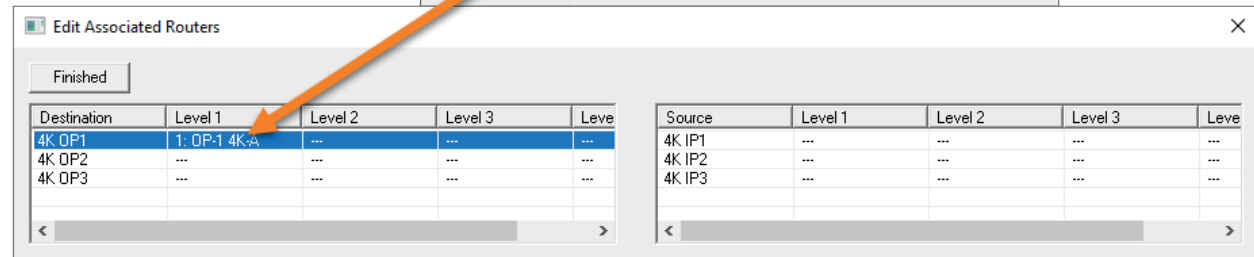 Edit Associated Routers
Finished
Destination Level 1 Level 2 Level 3 Leve
4K OP1 1: OP-1 4K-A --- --- ---
4K OP2 --- --- --- ---
4K OP3 --- --- --- ---
Source Level 1 Level 2 Level 3 Leve
4K IP1 --- --- --- ---
4K IP2 --- --- --- ---
4K IP3 --- --- --- ---